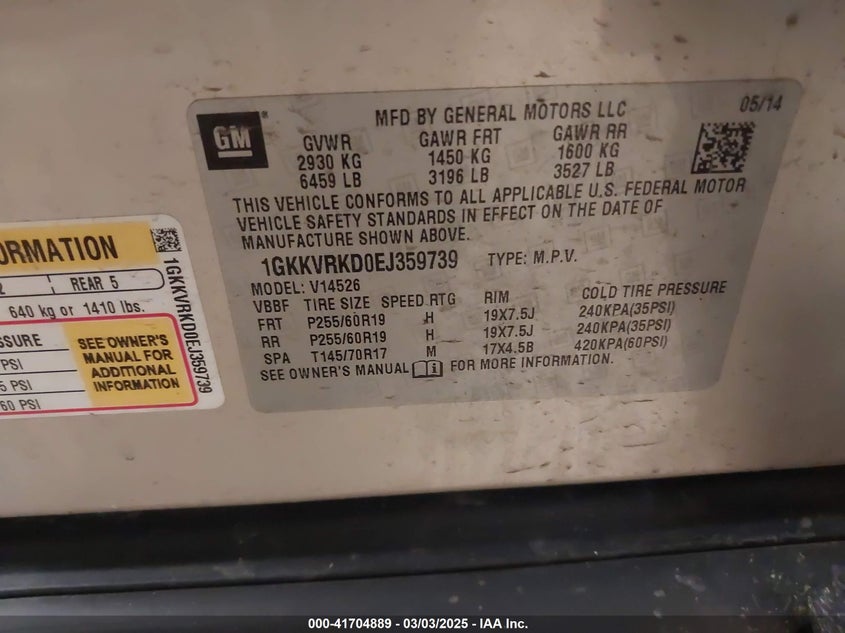 MFD BY GENERAL MOTORS LLC 05/14
GM
®
GVWR GAWR FRT GAWR RR
2930 KG 1450 KG 1600 KG
6459 LB 3196 LB 3527 LB
THIS VEHICLE CONFORMS TO ALL APPLICABLE U.S. FEDERAL MOTOR
VEHICLE SAFETY STANDARDS IN EFFECT ON THE DATE OF
MANUFACTURE SHOWN ABOVE.
1GKKVRKD0EJ359739 TYPE: M.P.V.
MODEL: V14526
VBBF TIRE SIZE SPEED RTG RIM COLD TIRE PRESSURE
FRT P255/60R19 H 19X7.5J 240KPA(35PSI)
RR P255/60R19 H 19X7.5J 240KPA(35PSI)
SPA T145/70R17 M 17X4.5B 420KPA(60PSI)
SEE OWNER'S MANUAL i FOR MORE INFORMATION.
ORMATION
2 REAR 5
640 kg or 1410 lbs.
SSURE
PSI
5 PSI
60 PSI
SEE OWNER'S
MANUAL FOR
ADDITIONAL
INFORMATION
1GKKVRKD0EJ359739
000-41704889 - 03/03/2025 - IAA Inc.